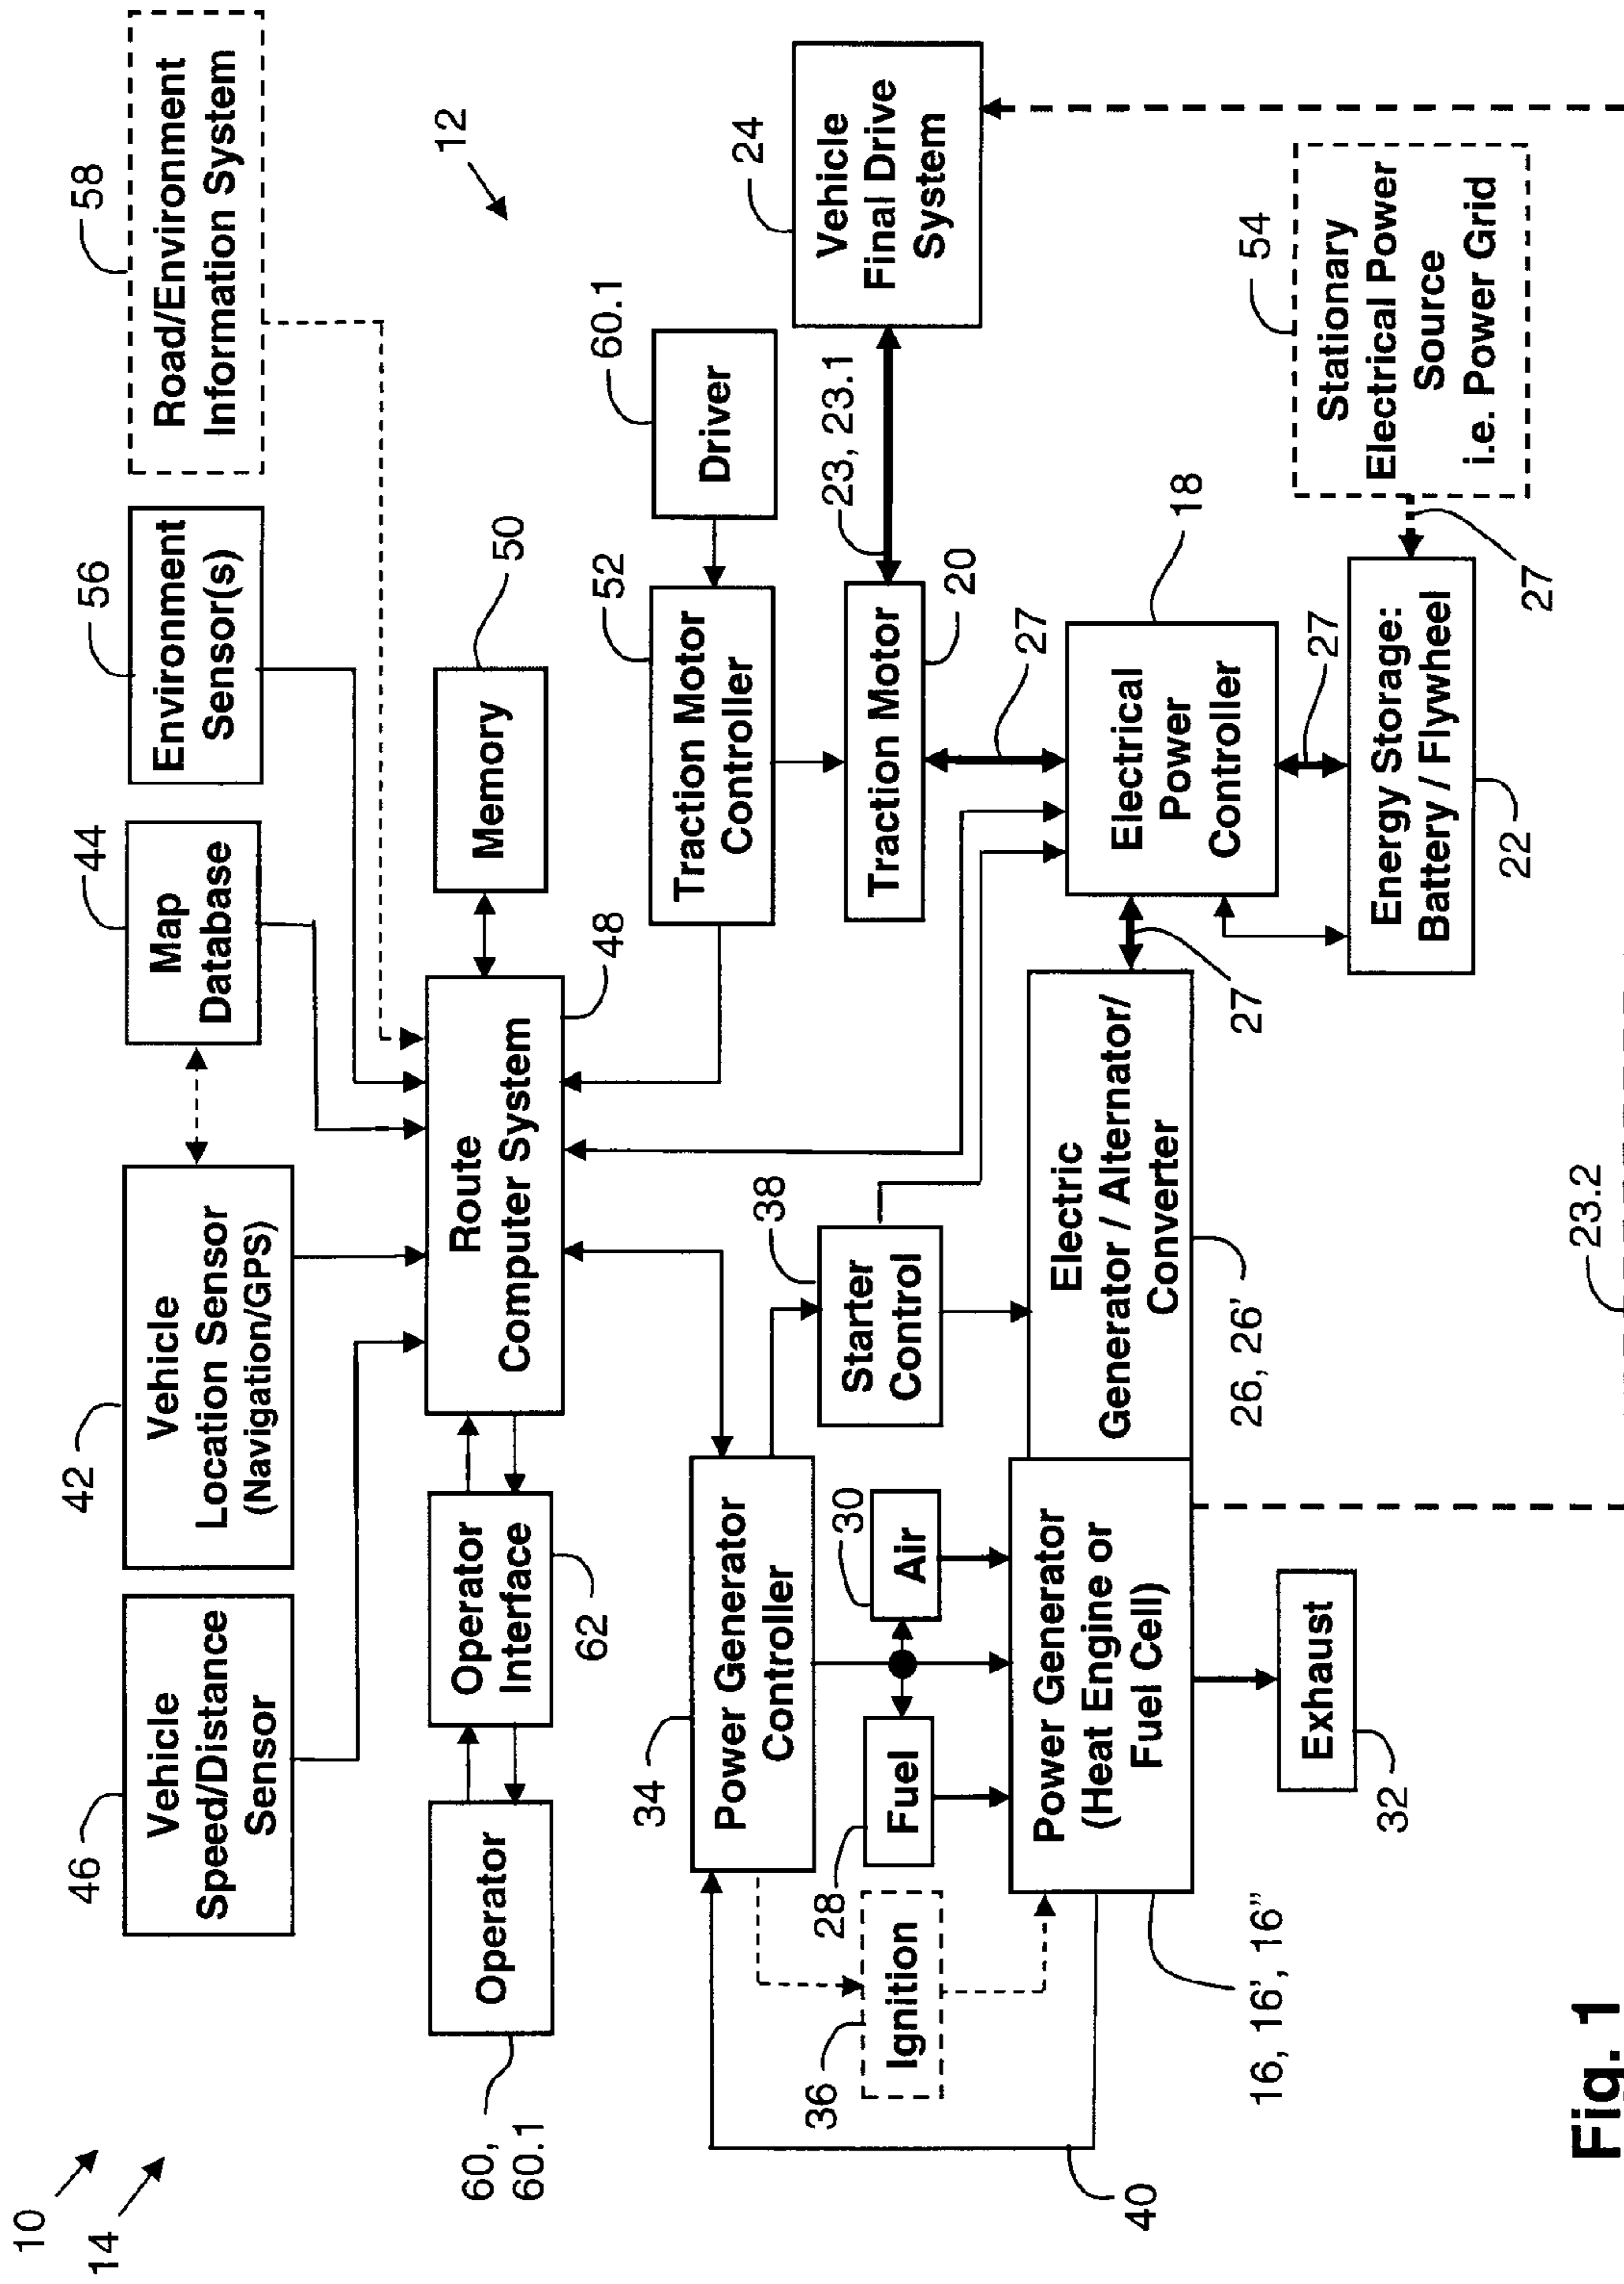 10
14
46
Vehicle
Speed/Distance
Sensor
42
Vehicle
Location Sensor
(Navigation/GPS)
44
Map
Database
56
Environment
Sensor(s)
58
Road/Environment
Information System
60,
60.1
Operator
Operator
Interface
62
Route
Computer System
48
Memory
50
12
34
Power Generator
Controller
38
Starter
Control
52
Traction Motor
Controller
Driver
60.1
Traction Motor
20
23, 23.1
24
Vehicle
Final Drive
System
36
Ignition
28
Fuel
30
Air
40
Power Generator
(Heat Engine or
Fuel Cell)
16, 16', 16"
Electric
Generator / Alternator/
Converter
26, 26'
27
27
Electrical
Power
Controller
18
27
32
Exhaust
22
Energy Storage:
Battery / Flywheel
27
54
Stationary
Electrical Power
Source
i.e. Power Grid
23.2
Fig. 1